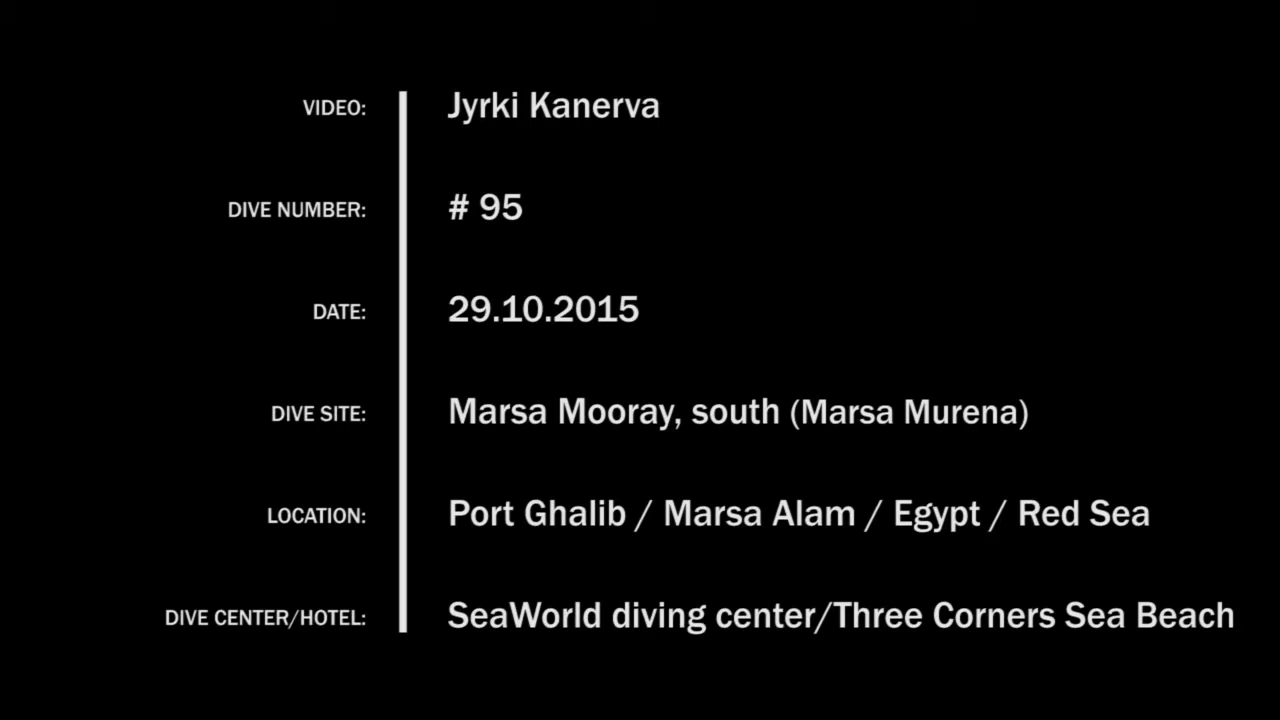 VIDEO: Jyrki Kanerva
DIVE NUMBER: # 95
DATE: 29.10.2015
DIVE SITE: Marsa Mooray, south (Marsa Murena)
LOCATION: Port Ghalib / Marsa Alam / Egypt / Red Sea
DIVE CENTER/HOTEL: SeaWorld diving center/Three Corners Sea Beach